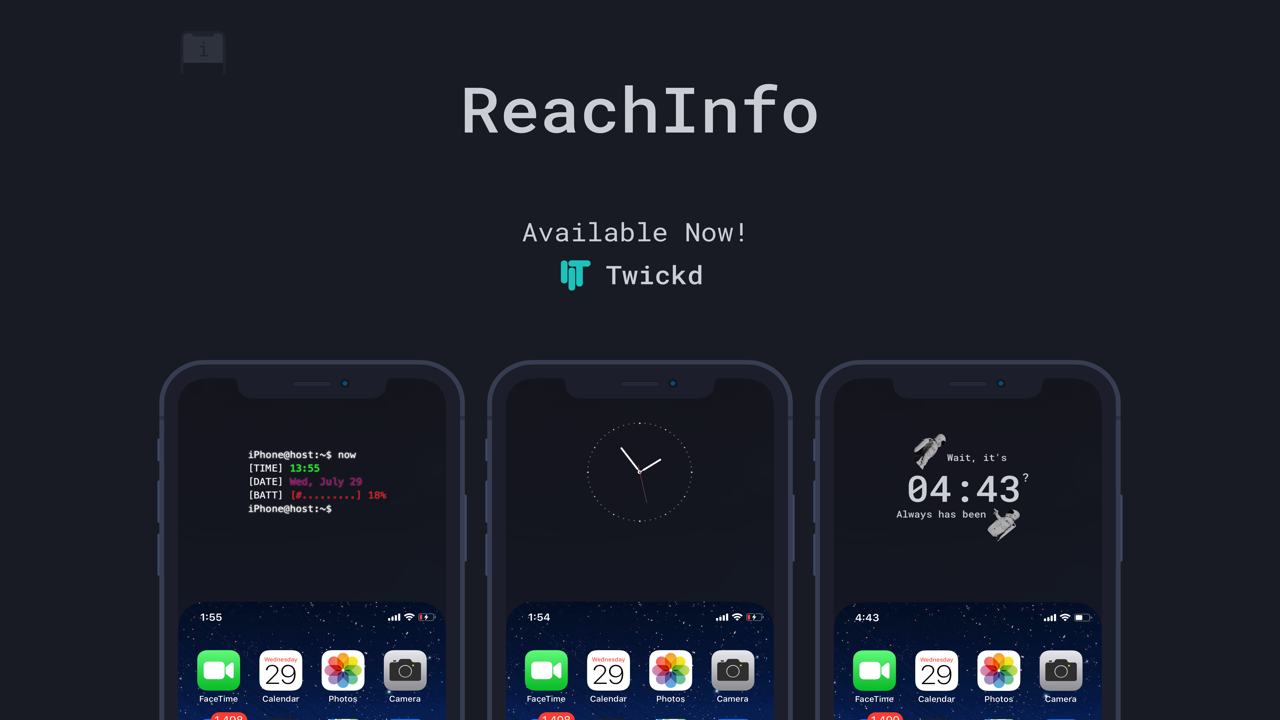 i
ReachInfo
Available Now!
Twickd
iPhone@host:~$ now
[TIME] 13:55
[DATE] Wed, July 29
[BATT] [#.........] 18%
iPhone@host:~$
1:55
Wednesday
29
FaceTime
Calendar
Photos
Camera
1:54
Wednesday
29
FaceTime
Calendar
Photos
Camera
Wait, it's
04:43?
Always has been
4:43
Wednesday
29
FaceTime
Calendar
Photos
Camera